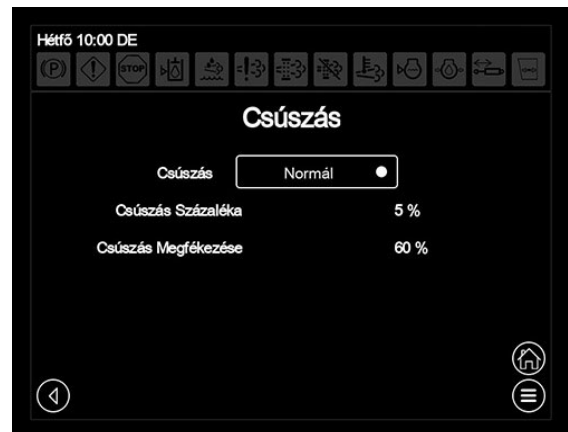 Hétfő 10:00 DE
(P) STOP
Csúszás
Csúszás Normál
Csúszás Százaléka 5 %
Csúszás Megfékezése 60 %